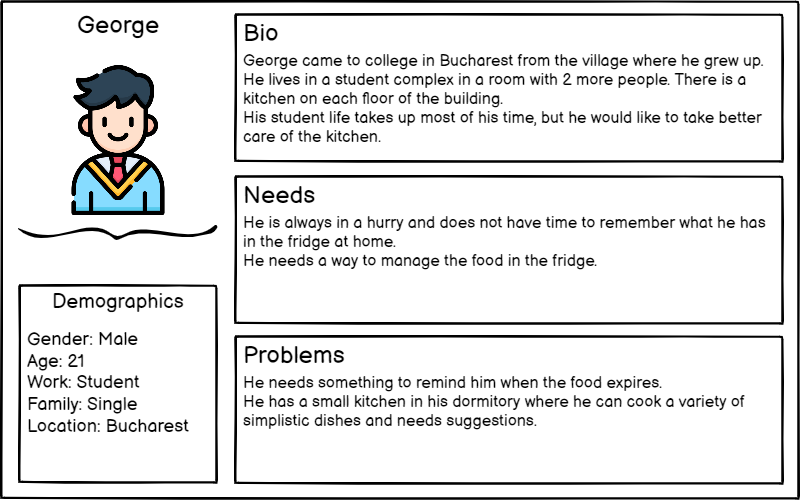 George
Bio
George came to college in Bucharest from the village where he grew up.
He lives in a student complex in a room with 2 more people. There is a
kitchen on each floor of the building.
His student life takes up most of his time, but he would like to take better
care of the kitchen.
Needs
He is always in a hurry and does not have time to remember what he has
in the fridge at home.
He needs a way to manage the food in the fridge.
Demographics
Gender: Male
Age: 21
Work: Student
Family: Single
Location: Bucharest
Problems
He needs something to remind him when the food expires.
He has a small kitchen in his dormitory where he can cook a variety of
simplistic dishes and needs suggestions.